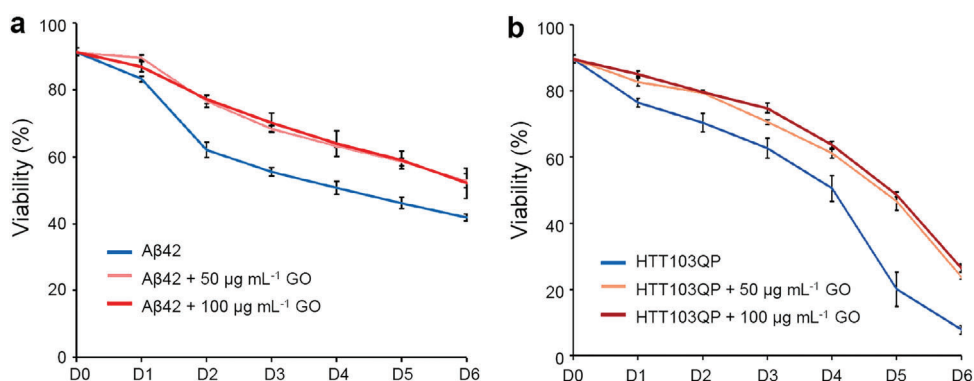 a
Viability (%)
100
80
60
40
20
0
Aβ42
Aβ42 + 50 µg mL⁻¹ GO
Aβ42 + 100 µg mL⁻¹ GO
D0 D1 D2 D3 D4 D5 D6
b
Viability (%)
100
80
60
40
20
0
HTT103QP
HTT103QP + 50 µg mL⁻¹ GO
HTT103QP + 100 µg mL⁻¹ GO
D0 D1 D2 D3 D4 D5 D6